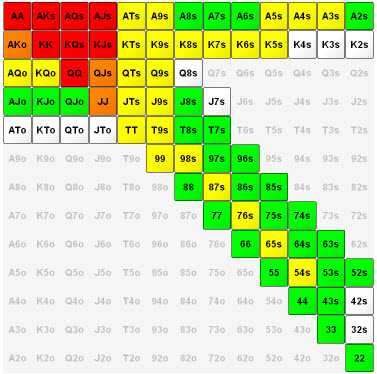 AA AKs AQs AJs ATs A9s A8s A7s A6s A5s A4s A3s A2s
AKo KK KQs KJs KTs K9s K8s K7s K6s K5s K4s K3s K2s
AQo KQo QQ QJs QTs Q9s Q8s Q7s Q6s Q5s Q4s Q3s Q2s
AJo KJo QJo JJ JTs J9s J8s J7s J6s J5s J4s J3s J2s
ATo KTo QTo JTo TT T9s T8s T7s T6s T5s T4s T3s T2s
A9o K9o Q9o J9o T9o 99 98s 97s 96s 95s 94s 93s 92s
A8o K8o Q8o J8o T8o 98o 88 87s 86s 85s 84s 83s 82s
A7o K7o Q7o J7o T7o 97o 87o 77 76s 75s 74s 73s 72s
A6o K6o Q6o J6o T6o 96o 86o 76o 66 65s 64s 63s 62s
A5o K5o Q5o J5o T5o 95o 85o 75o 65o 55 54s 53s 52s
A4o K4o Q4o J4o T4o 94o 84o 74o 64o 54o 44 43s 42s
A3o K3o Q3o J3o T3o 93o 83o 73o 63o 53o 43o 33 32s
A2o K2o Q2o J2o T2o 92o 82o 72o 62o 52o 42o 32o 22